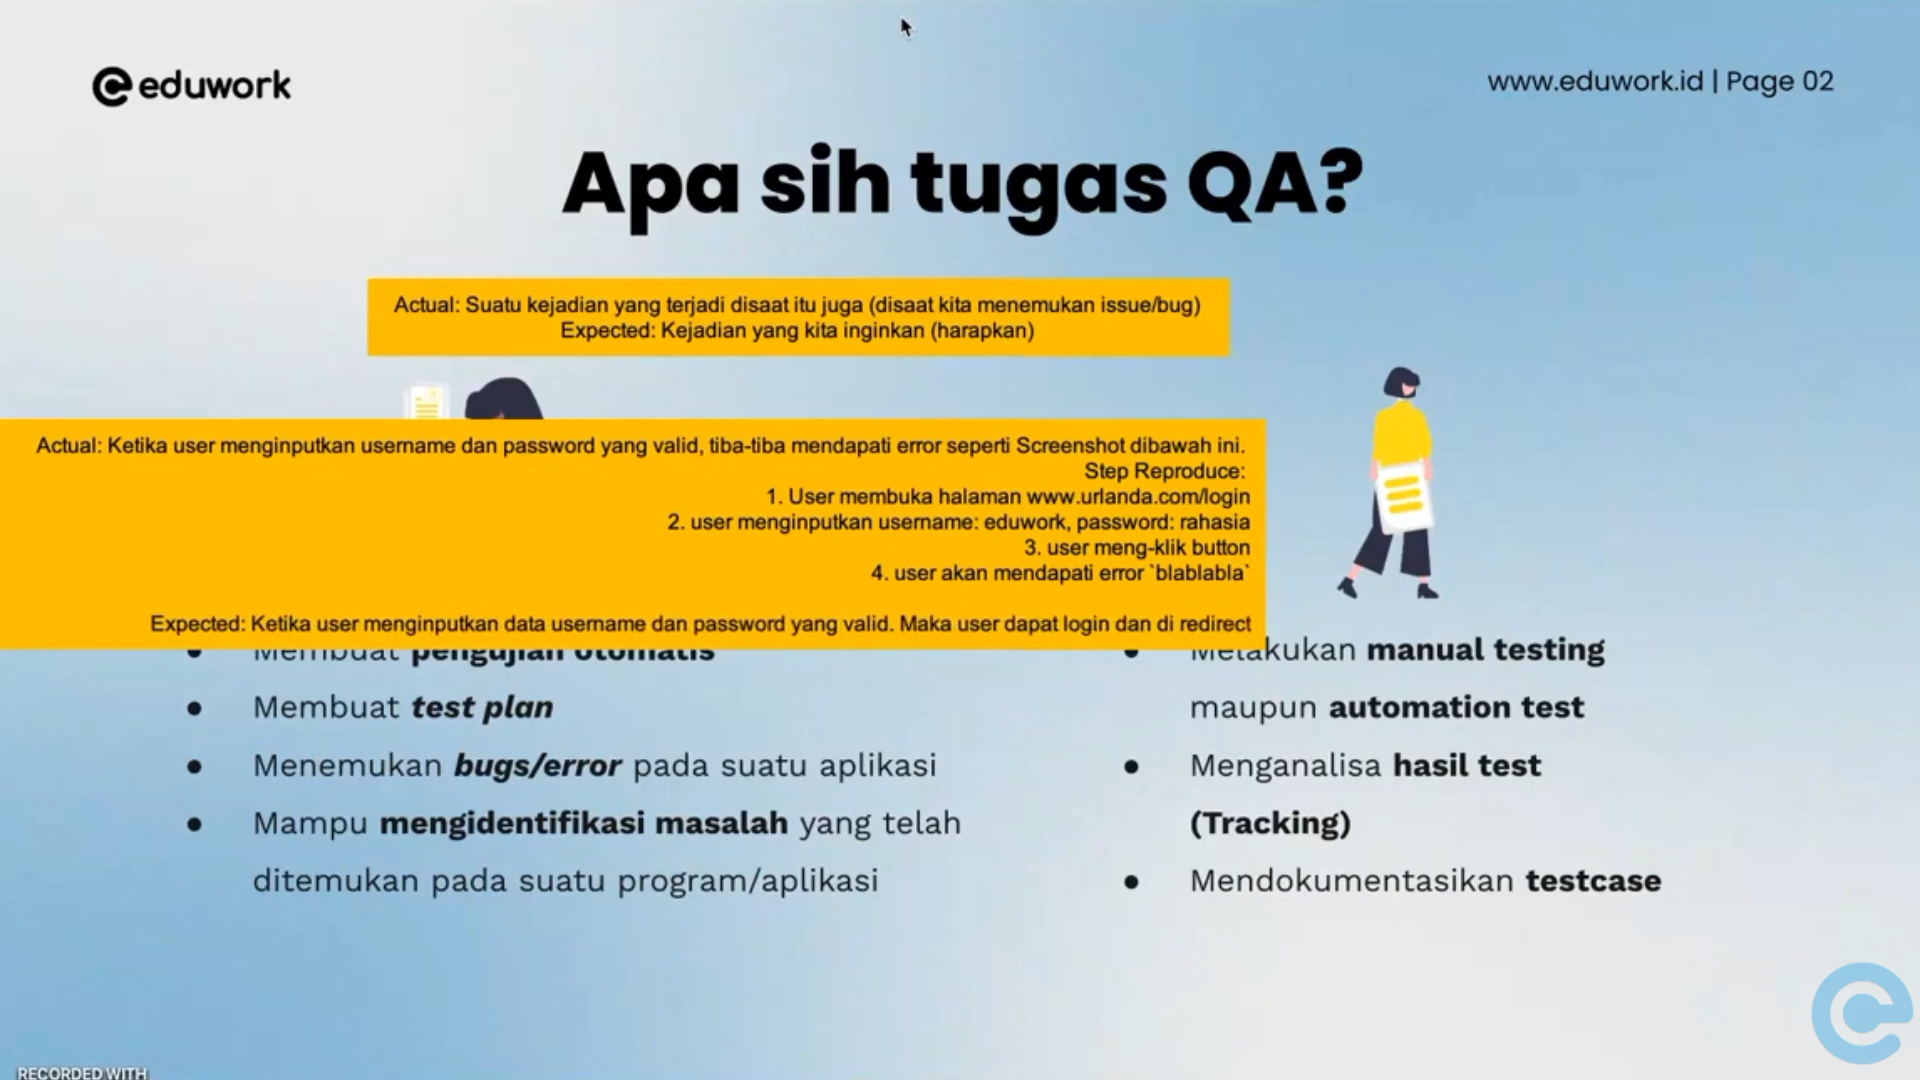 eduwork
www.eduwork.id | Page 02
Apa sih tugas QA?
Actual: Suatu kejadian yang terjadi disaat itu juga (disaat kita menemukan issue/bug)
Expected: Kejadian yang kita inginkan (harapkan)
Actual: Ketika user menginputkan username dan password yang valid, tiba-tiba mendapati error seperti Screenshot dibawah ini.
Step Reproduce:
1. User membuka halaman www.urlanda.com/login
2. user menginputkan username: eduwork, password: rahasia
3. user meng-klik button
4. user akan mendapati error `blablabla`
Expected: Ketika user menginputkan data username dan password yang valid. Maka user dapat login dan di redirect
● Membuat pengujian otomatis
● Membuat test plan
● Menemukan bugs/error pada suatu aplikasi
● Mampu mengidentifikasi masalah yang telah
ditemukan pada suatu program/aplikasi
● Melakukan manual testing
maupun automation test
● Menganalisa hasil test
(Tracking)
● Mendokumentasikan testcase
RECORDED WITH